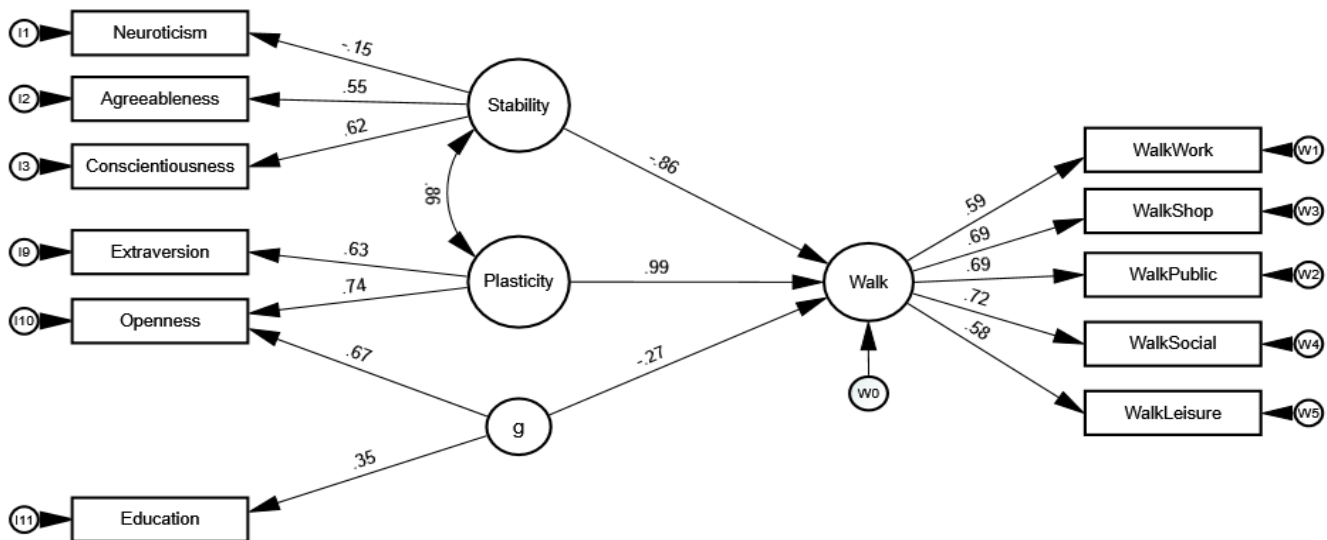 I1
Neuroticism
-.15
I2
Agreeableness
.55
I3
Conscientiousness
.62
Stability
.86
-.86
I9
Extraversion
.63
I10
Openness
.74
Plasticity
.99
.67
g
-.27
.35
I11
Education
Walk
W0
.59
WalkWork
W1
.69
WalkShop
W3
.69
WalkPublic
W2
.72
WalkSocial
W4
.58
WalkLeisure
W5